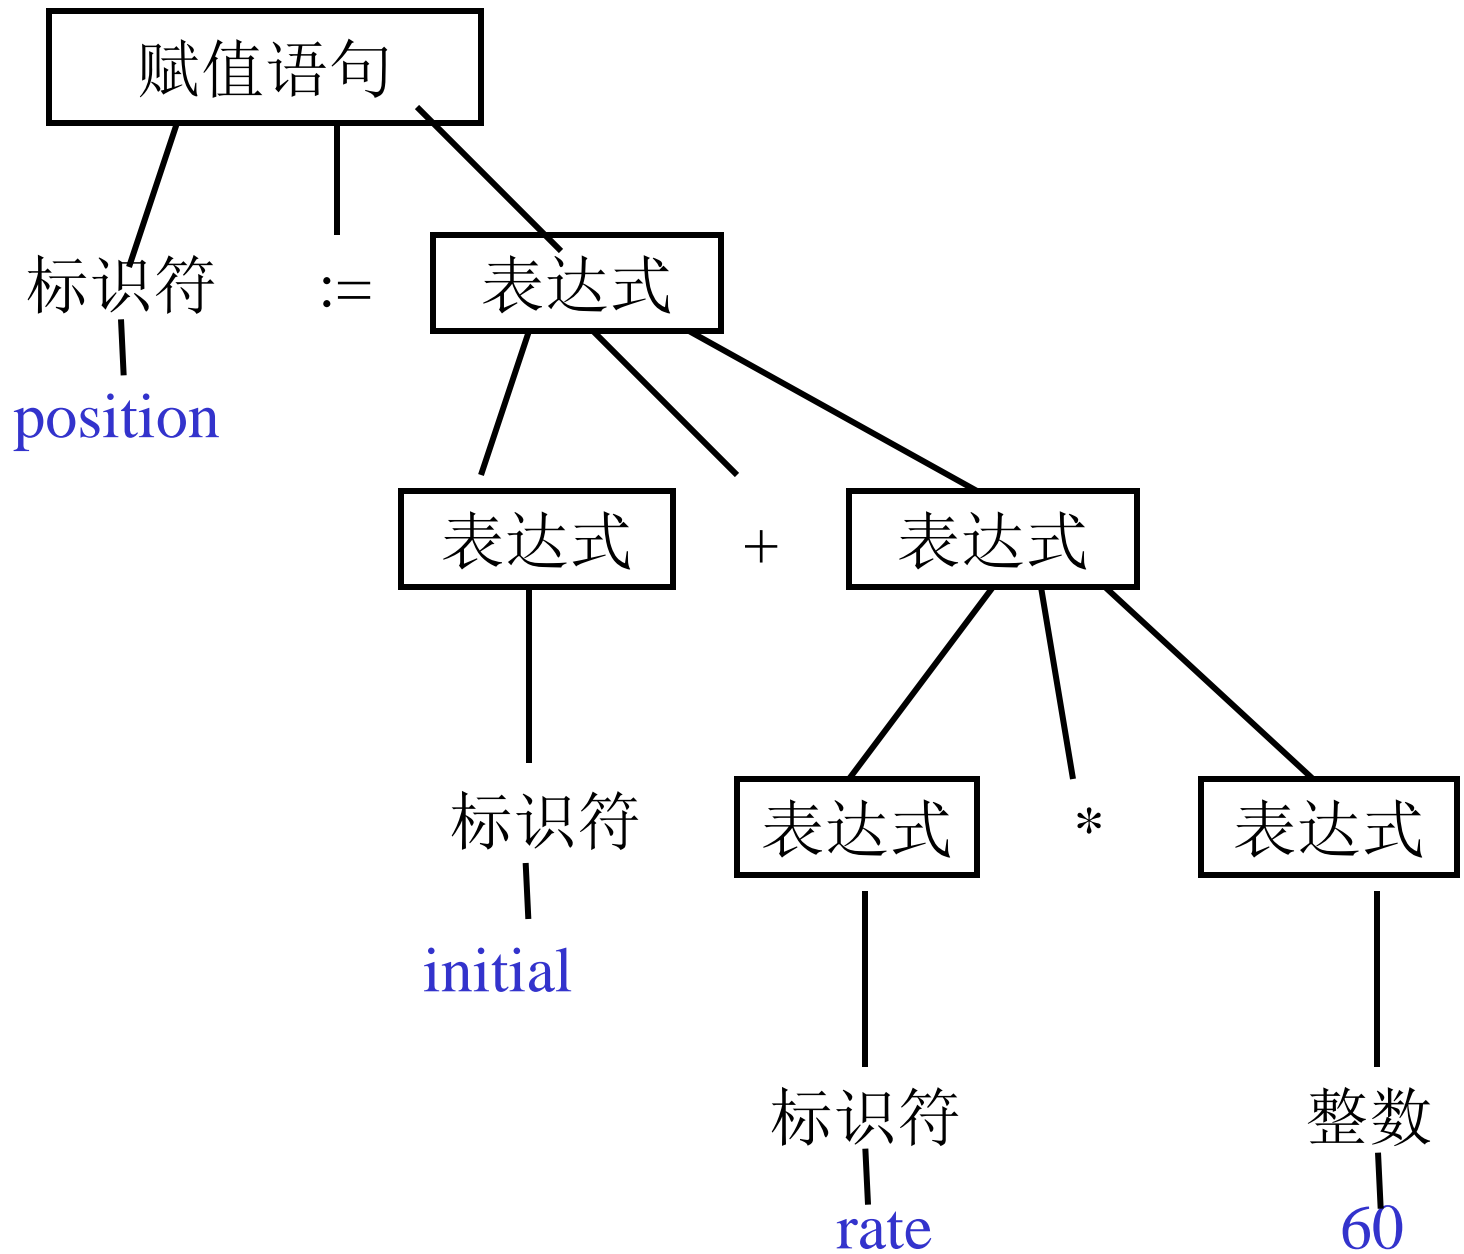 赋值语句
标识符 := 表达式
position
表达式 + 表达式
标识符 表达式 * 表达式
initial
标识符 整数
rate 60